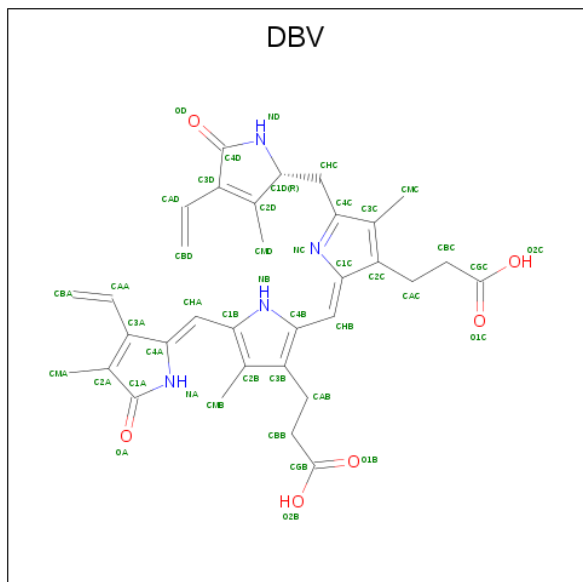 DBV
OD
ND
H
N
O
C4D
CHC
C3D
C1D(R)
CMC
CAD
C2D
C4C
C3C
CBD
CMD
NC
N
CBC
O2C
C1C
CGC
OH
C2C
CAC
NB
H
N
O
O1C
CBA
CAA
CHA
C1B
C4B
CHB
C3A
C4A
CMA
C2A
C1A
NH
NA
C2B
C3B
CMB
CAB
O
OA
CBB
CGB
O
O1B
HO
O2B